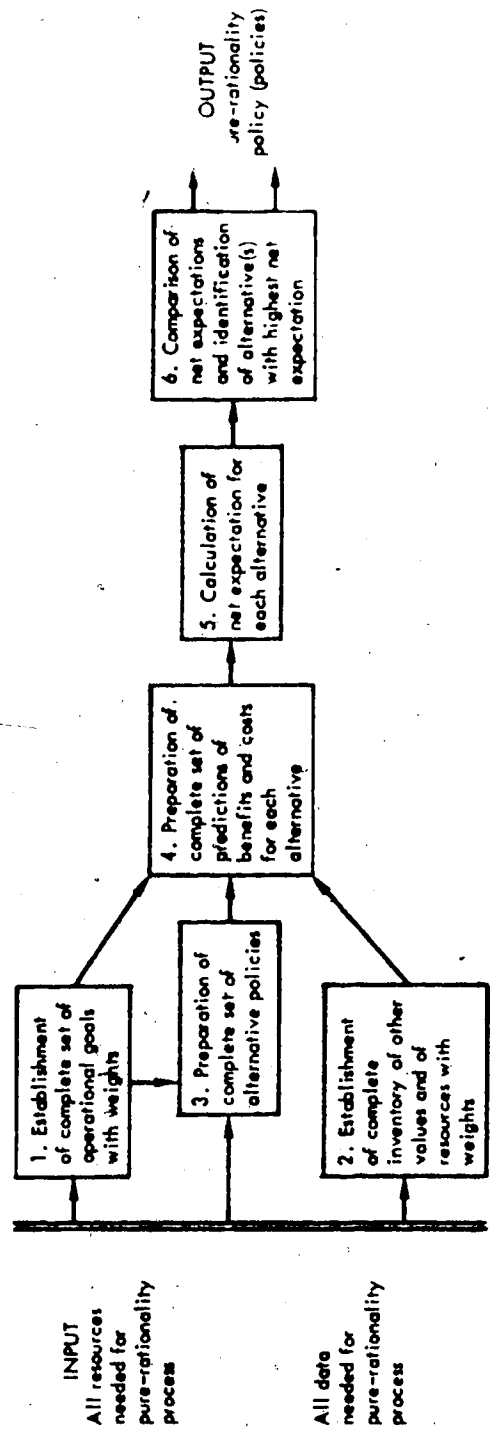 INPUT
All resources
needed for
pure-rationality
process
All data
needed for
pure-rationality
process
1. Establishment
of complete set of
operational goals
with weights
3. Preparation of
complete set of
alternative policies
2. Establishment
of complete
inventory of other
values and of
resources with
weights
4. Preparation of
complete set of
predictions of
benefits and costs
for each
alternative
5. Calculation of
net expectation for
each alternative
6. Comparison of
net expectations
and identification
of alternative(s)
with highest net
expectation
OUTPUT
re-rationality
policy (policies)